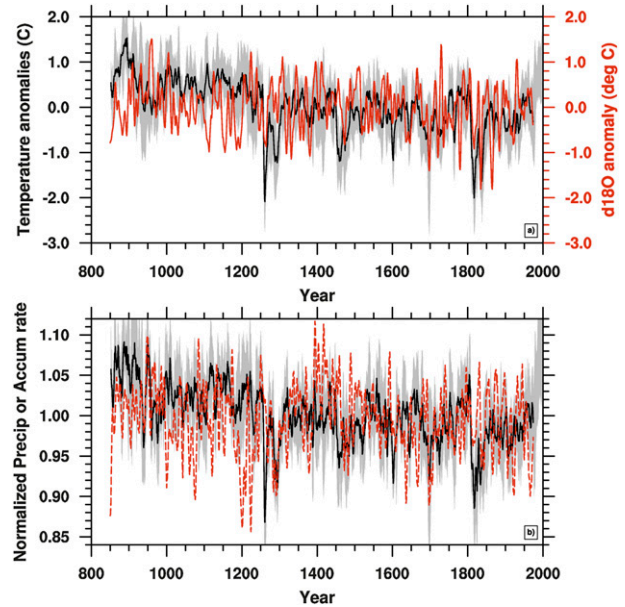 2.0 2.0
1.0 1.0
0.0 0.0
-1.0 -1.0
-2.0 -2.0
-3.0 -3.0
Temperature anomalies (C)
d18O anomaly (deg C)
a)
800 1000 1200 1400 1600 1800 2000
Year
1.10
1.05
1.00
0.95
0.90
0.85
Normalized Precip or Accum rate
b)
800 1000 1200 1400 1600 1800 2000
Year